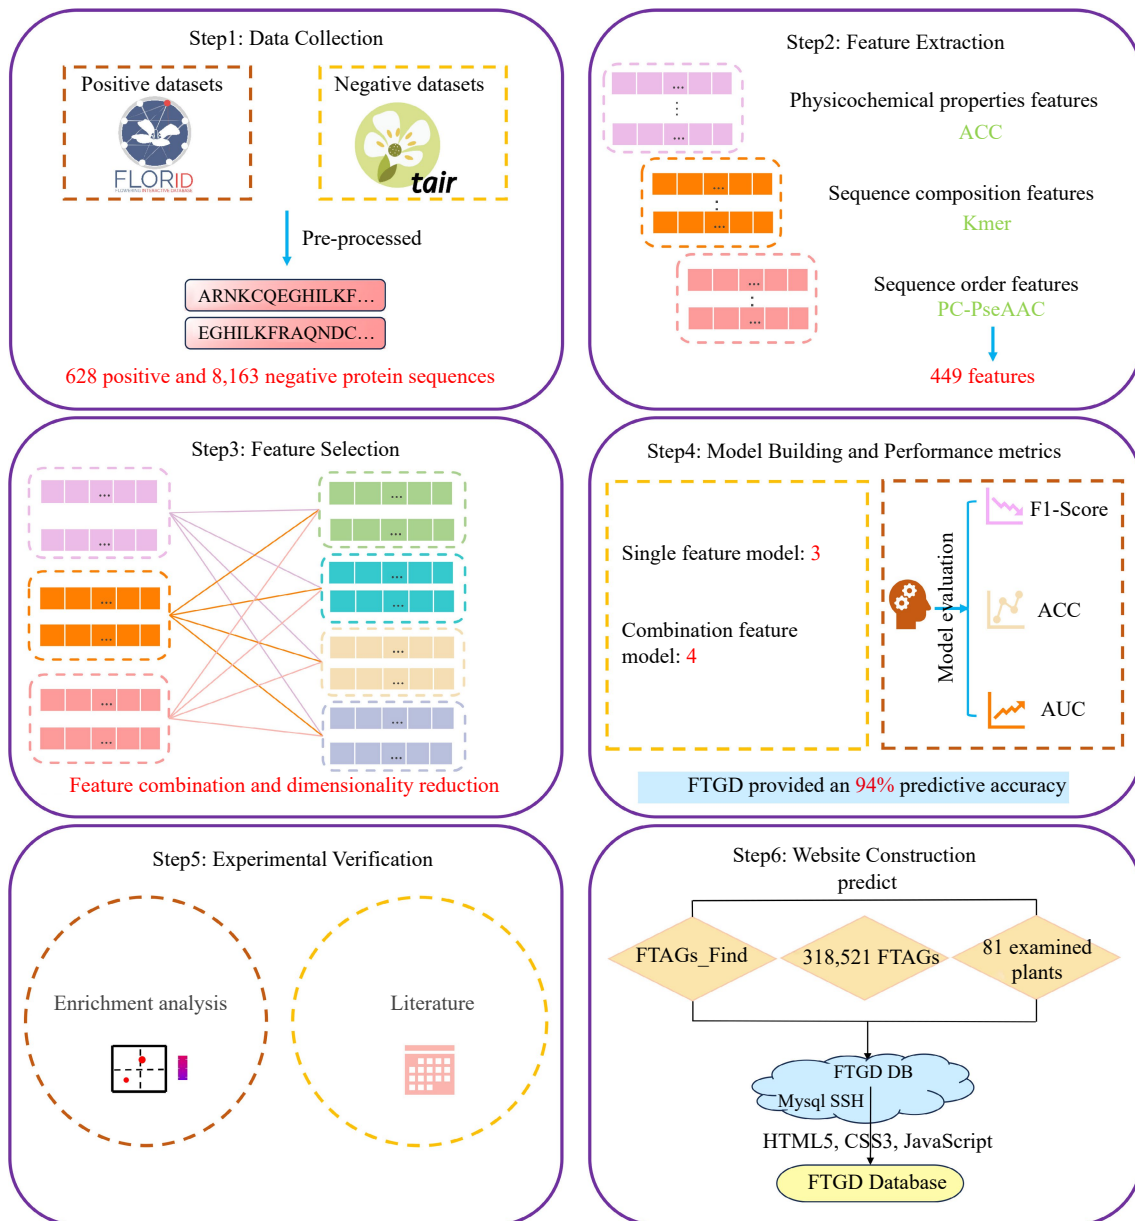 Step1: Data Collection
Positive datasets
Negative datasets
FLORID
FLOWERING INTERACTIVE DATABASE
tair
Pre-processed
ARNKCQEGHILKF...
EGHILKFRAQNDC...
628 positive and 8,163 negative protein sequences
Step2: Feature Extraction
...
Physicochemical properties features
ACC
...
...
Sequence composition features
Kmer
...
...
Sequence order features
PC-PseAAC
...
449 features
Step3: Feature Selection
...
...
...
...
...
...
...
...
...
...
...
...
...
...
Feature combination and dimensionality reduction
Step4: Model Building and Performance metrics
Single feature model: 3
Combination feature
model: 4
Model evaluation
F1-Score
ACC
AUC
FTGD provided an 94% predictive accuracy
Step5: Experimental Verification
Enrichment analysis
Literature
Step6: Website Construction
predict
FTAGs_Find
318,521 FTAGs
81 examined
plants
FTGD DB
Mysql SSH
HTML5, CSS3, JavaScript
FTGD Database